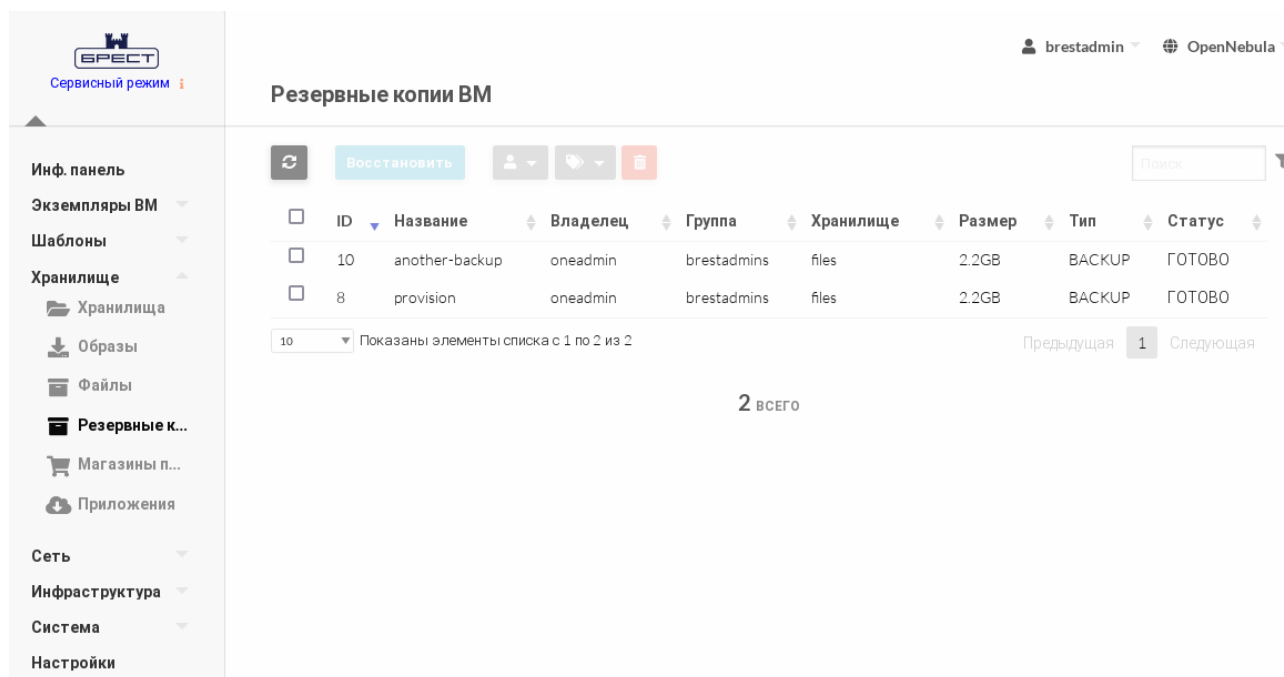 БРЕСТ
Сервисный режим
brestadmin
OpenNebula
Резервные копии ВМ
Инф. панель
Экземпляры ВМ
Шаблоны
Хранилище
Хранилища
Образы
Файлы
Резервные к...
Магазины п...
Приложения
Сеть
Инфраструктура
Система
Настройки
Восстановить
Поиск
ID Название Владелец Группа Хранилище Размер Тип Статус
10 another-backup oneadmin brestadmins files 2.2GB BACKUP ГОТОВО
8 provision oneadmin brestadmins files 2.2GB BACKUP ГОТОВО
10 Показаны элементы списка с 1 по 2 из 2 Предыдущая 1 Следующая
2 ВСЕГО